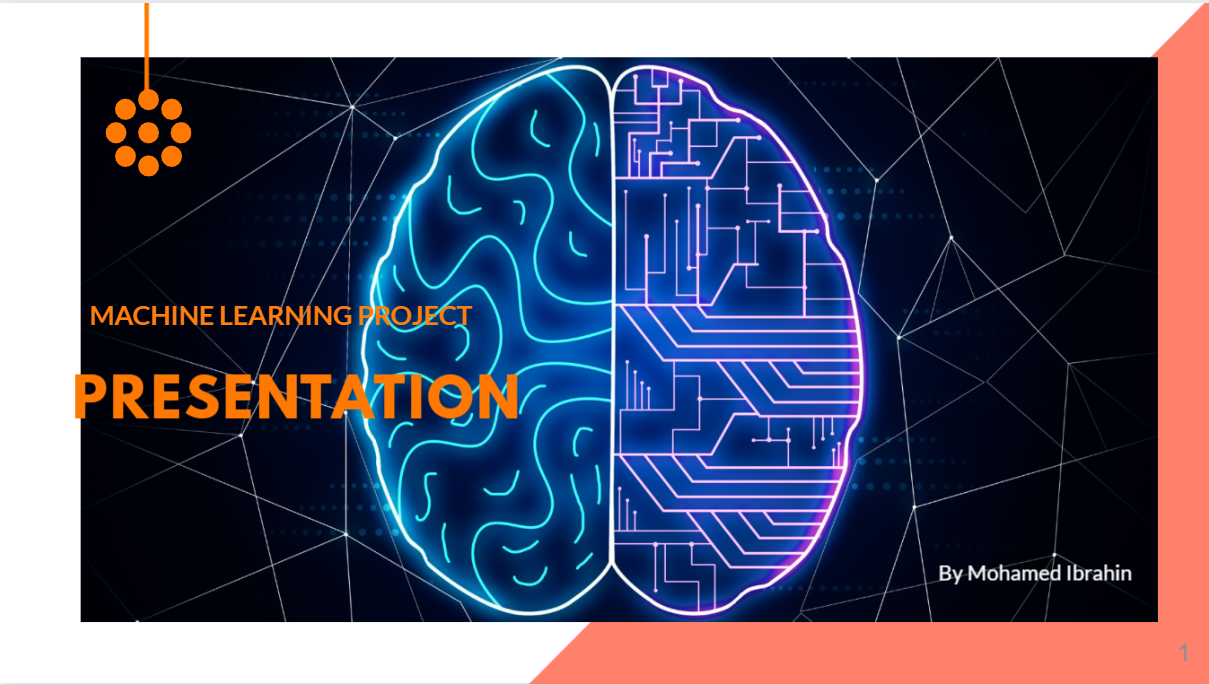 MACHINE LEARNING PROJECT
PRESENTATION
By Mohamed Ibrahin
1